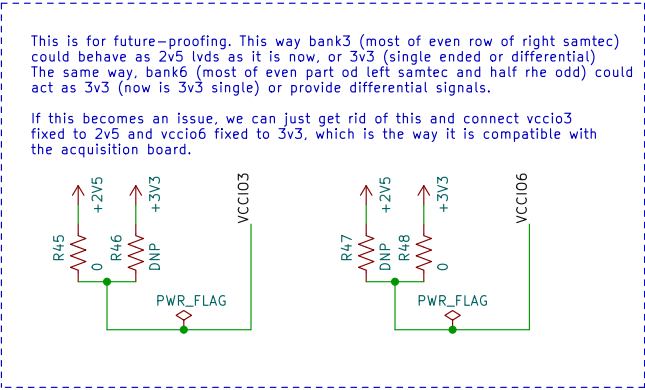 This is for future-proofing. This way bank3 (most of even row of right samtec)
could behave as 2v5 lvds as it is now, or 3v3 (single ended or differential)
The same way, bank6 (most of even part od left samtec and half rhe odd) could
act as 3v3 (now is 3v3 single) or provide differential signals.
If this becomes an issue, we can just get rid of this and connect vccio3
fixed to 2v5 and vccio6 fixed to 3v3, which is the way it is compatible with
the acquisition board.
+2V5
+3V3
VCCIO3
R45
0
R46
DNP
PWR_FLAG
+2V5
+3V3
VCCIO6
R47
DNP
R48
0
PWR_FLAG